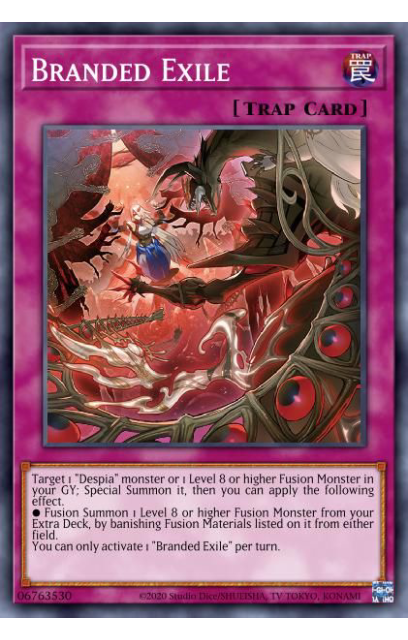 BRANDED EXILE
TRAP
罠
[TRAP CARD]
Target 1 "Despia" monster or 1 Level 8 or higher Fusion Monster in
your GY; Special Summon it, then you can apply the following
effect.
● Fusion Summon 1 Level 8 or higher Fusion Monster from your
Extra Deck, by banishing Fusion Materials listed on it from either
field.
You can only activate 1 "Branded Exile" per turn.
06763530
©2020 Studio Dice/SHUEISHA, TV TOKYO, KONAMI